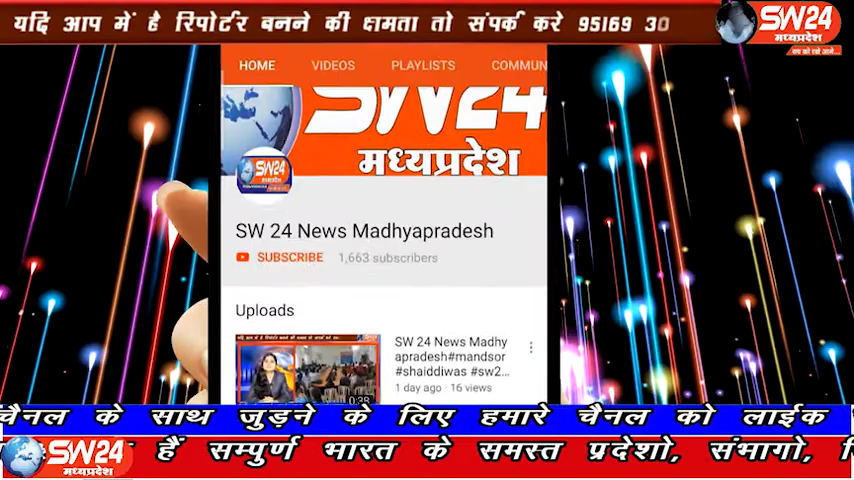 यदि आप में है रिपोर्टर बनने की क्षमता तो संपर्क करे 95169 30
SW24
मध्यप्रदेश
HOME VIDEOS PLAYLISTS COMMUN
SW24
मध्यप्रदेश
SW24
SW 24 News Madhyapradesh
SUBSCRIBE 1,663 subscribers
Uploads
SW 24 News Madhy
apradesh#mandsor
#shaiddiwas #sw2...
1 day ago · 16 views
0:38
चैनल के साथ जुड़ने के लिए हमारे चैनल को लाईक
हैं सम्पुर्ण भारत के समस्त प्रदेशो, संभागो,
SW24
मध्यप्रदेश